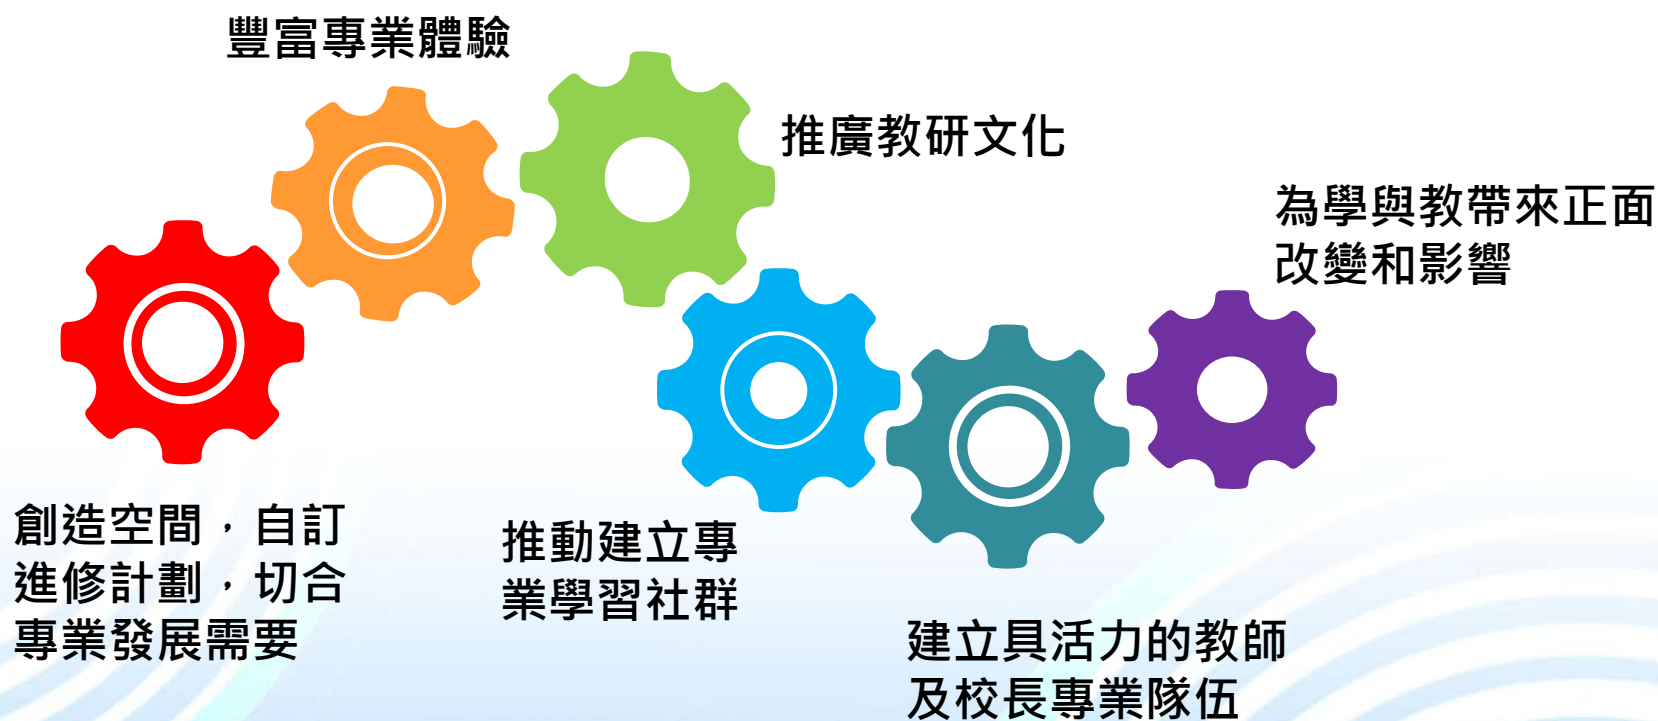 豐富專業體驗
推廣教研文化
為學與教帶來正面
改變和影響
創造空間，自訂
進修計劃，切合
專業發展需要
推動建立專
業學習社群
建立具活力的教師
及校長專業隊伍